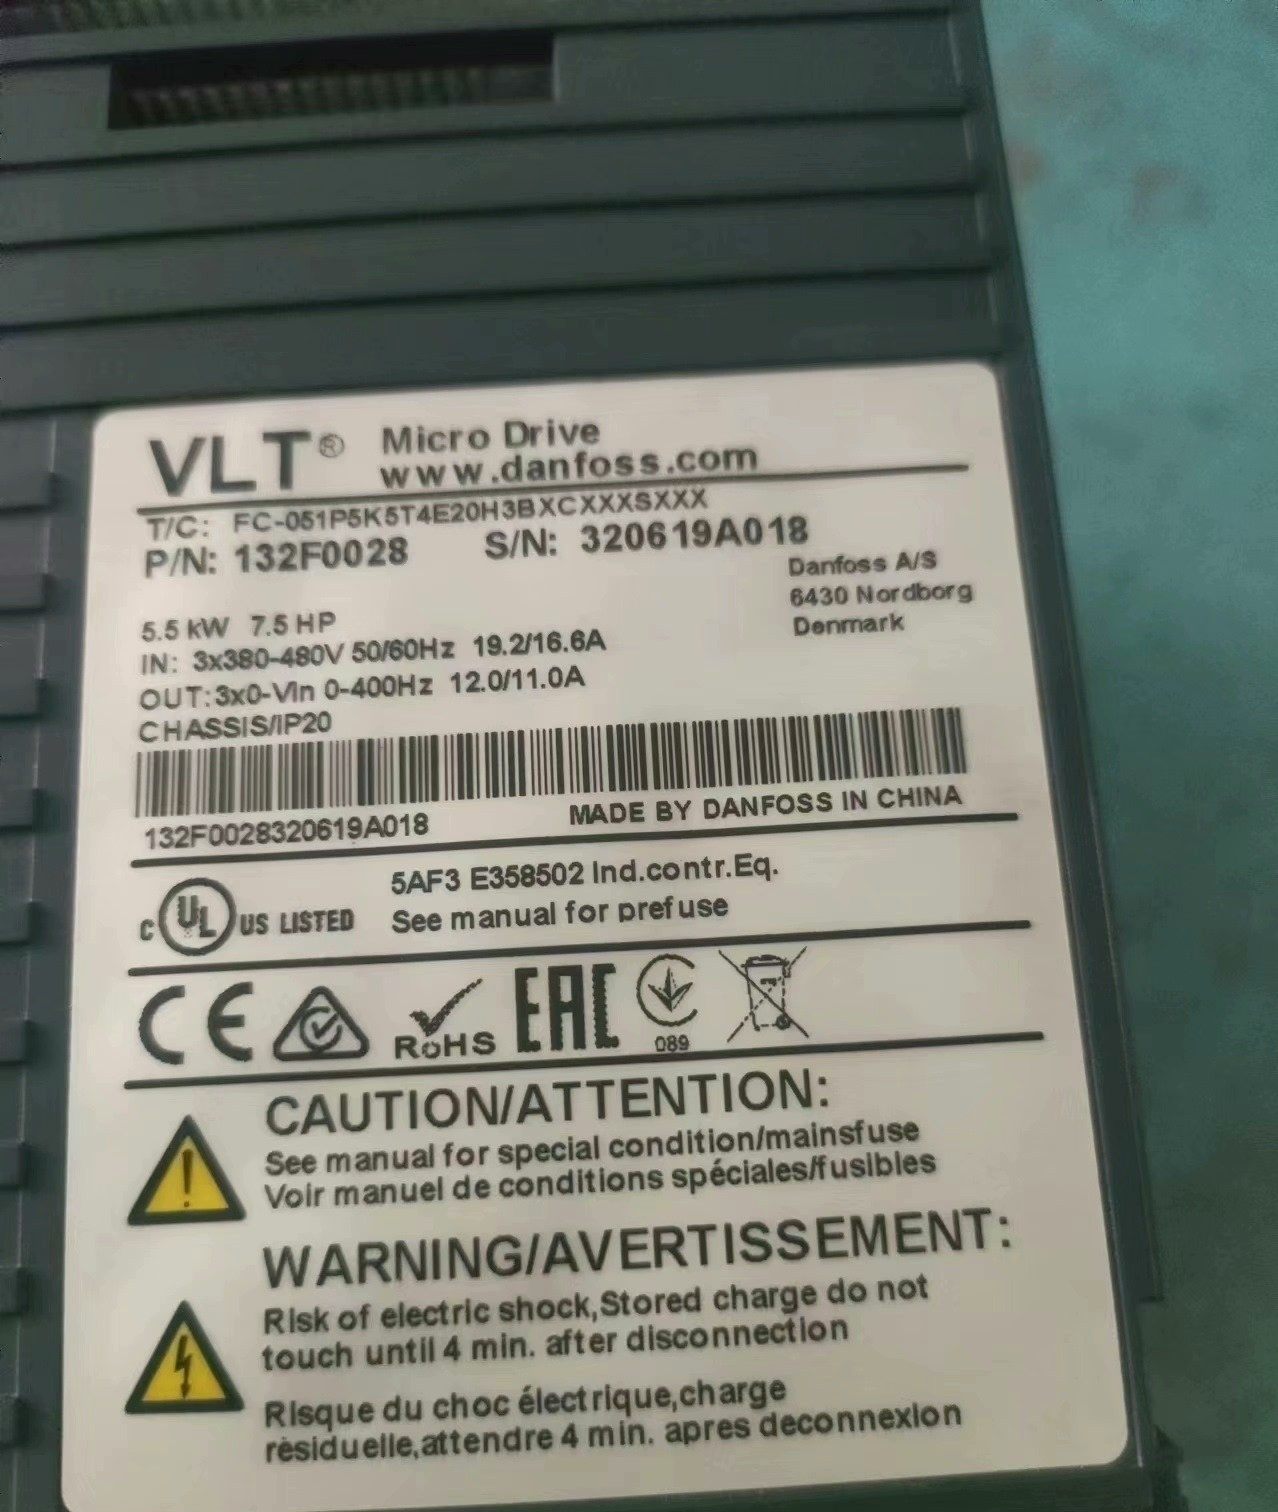 VLT® Micro Drive
www.danfoss.com
T/C: FC-051P5K5T4E20H3BXCXXXSXXX
P/N: 132F0028 S/N: 320619A018
Danfoss A/S
6430 Nordborg
Denmark
5.5 kW 7.5 HP
IN: 3x380-480V 50/60Hz 19.2/16.6A
OUT:3x0-Vin 0-400Hz 12.0/11.0A
CHASSIS/IP20
132F0028320619A018 MADE BY DANFOSS IN CHINA
C UL US LISTED
5AF3 E358502 Ind.contr.Eq.
See manual for prefuse
CE RoHS EAC 089
CAUTION/ATTENTION:
See manual for special condition/mainsfuse
Voir manuel de conditions spéciales/fusibles
WARNING/AVERTISSEMENT:
Risk of electric shock,Stored charge do not
touch until 4 min. after disconnection
Risque du choc électrique,charge
rèsiduelle,attendre 4 min. apres deconnexion